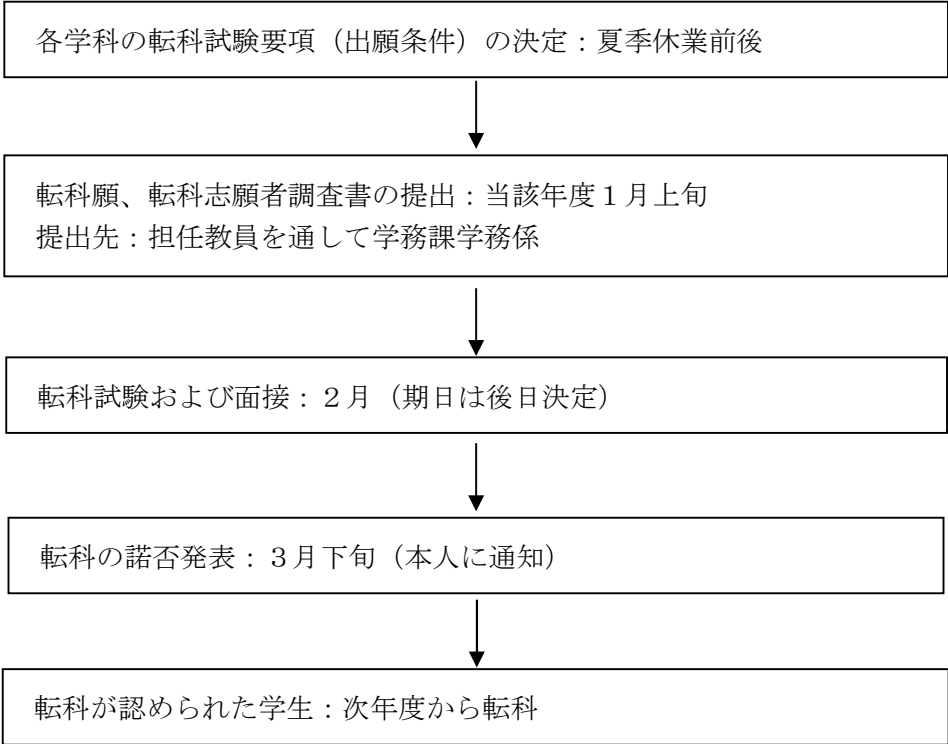 各学科の転科試験要項（出願条件）の決定：夏季休業前後
転科願、転科志願者調査書の提出：当該年度１月上旬
提出先：担任教員を通して学務課学務係
転科試験および面接：２月（期日は後日決定）
転科の諾否発表：３月下旬（本人に通知）
転科が認められた学生：次年度から転科